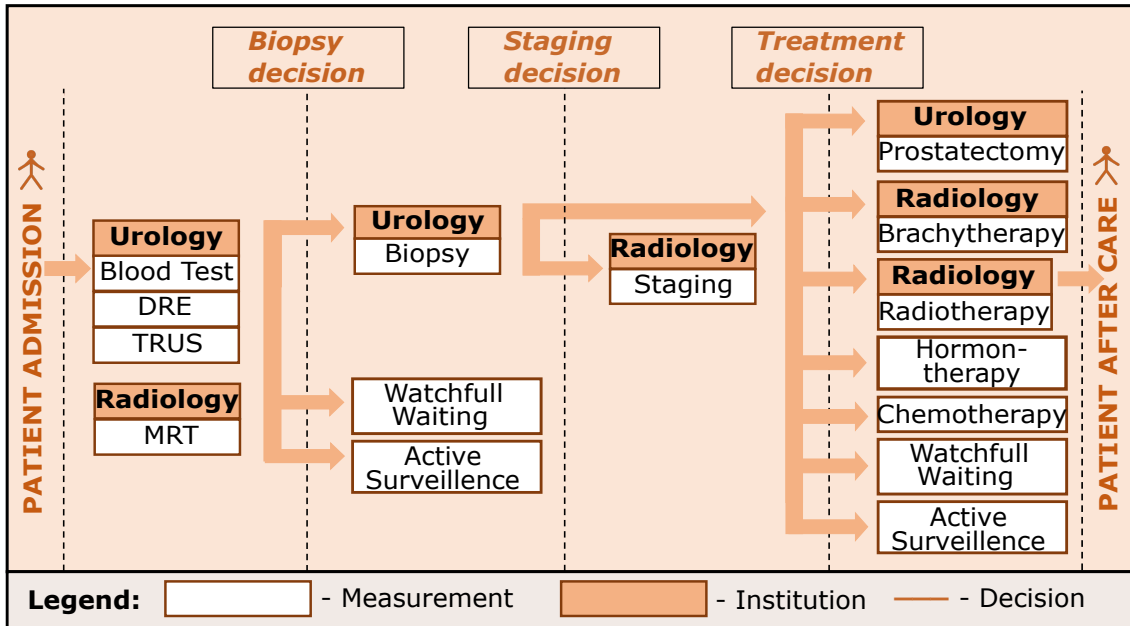 Biopsy
decision
Staging
decision
Treatment
decision
PATIENT ADMISSION
Urology
Blood Test
DRE
TRUS
Radiology
MRT
Urology
Biopsy
Watchfull
Waiting
Active
Surveillence
Radiology
Staging
Urology
Prostatectomy
Radiology
Brachytherapy
Radiology
Radiotherapy
Hormon-
therapy
Chemotherapy
Watchfull
Waiting
Active
Surveillence
PATIENT AFTER CARE
Legend:
- Measurement
- Institution
- Decision